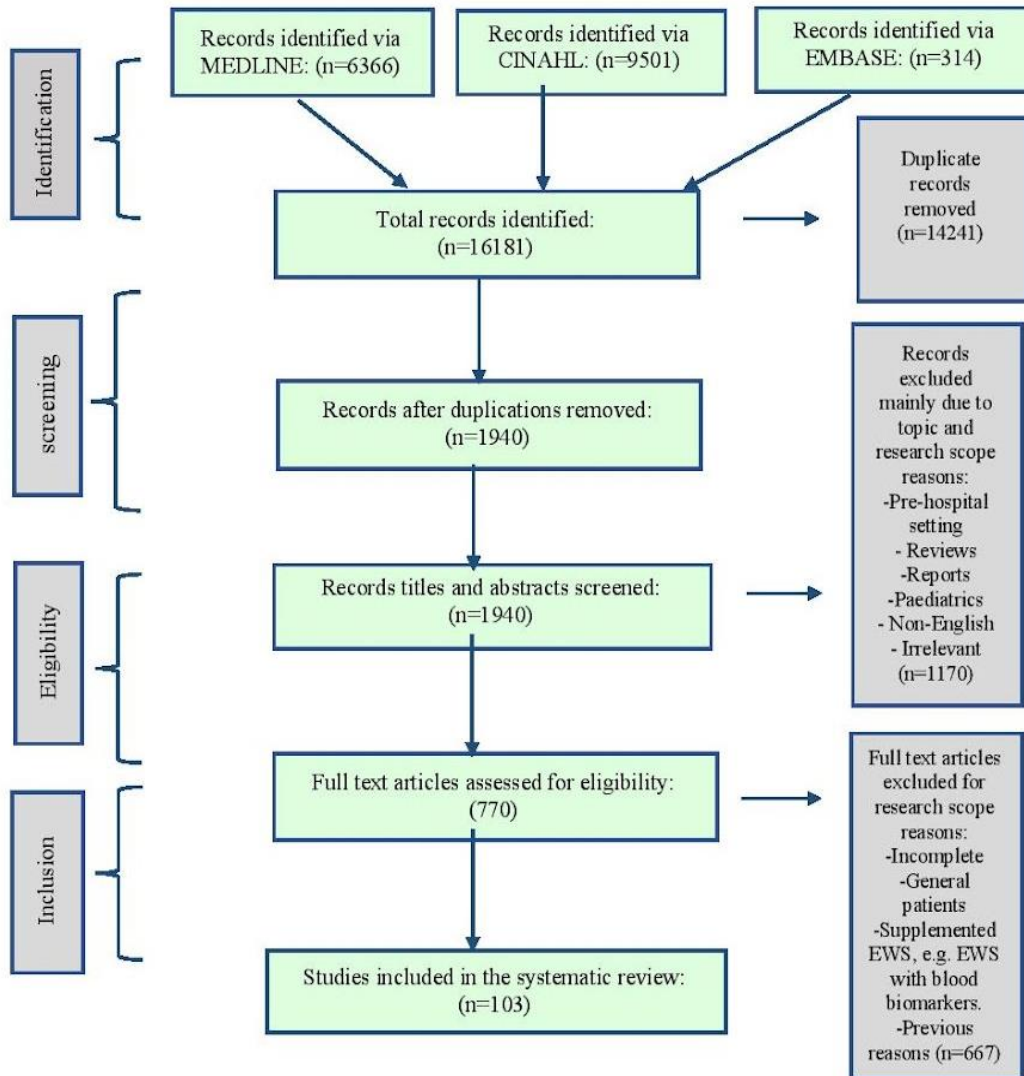 Records identified via
MEDLINE: (n=6366)
Records identified via
CINAHL: (n=9501)
Records identified via
EMBASE: (n=314)
Identification
Total records identified:
(n=16181)
Duplicate
records
removed
(n=14241)
screening
Records after duplications removed:
(n=1940)
Records
excluded
mainly due to
topic and
research scope
reasons:
-Pre-hospital
setting
- Reviews
-Reports
-Paediatrics
- Non-English
- Irrelevant
(n=1170)
Eligibility
Records titles and abstracts screened:
(n=1940)
Full text articles assessed for eligibility:
(770)
Full text articles
excluded for
research scope
reasons:
-Incomplete
-General
patients
-Supplemented
EWS, e.g. EWS
with blood
biomarkers.
-Previous
reasons (n=667)
Inclusion
Studies included in the systematic review:
(n=103)